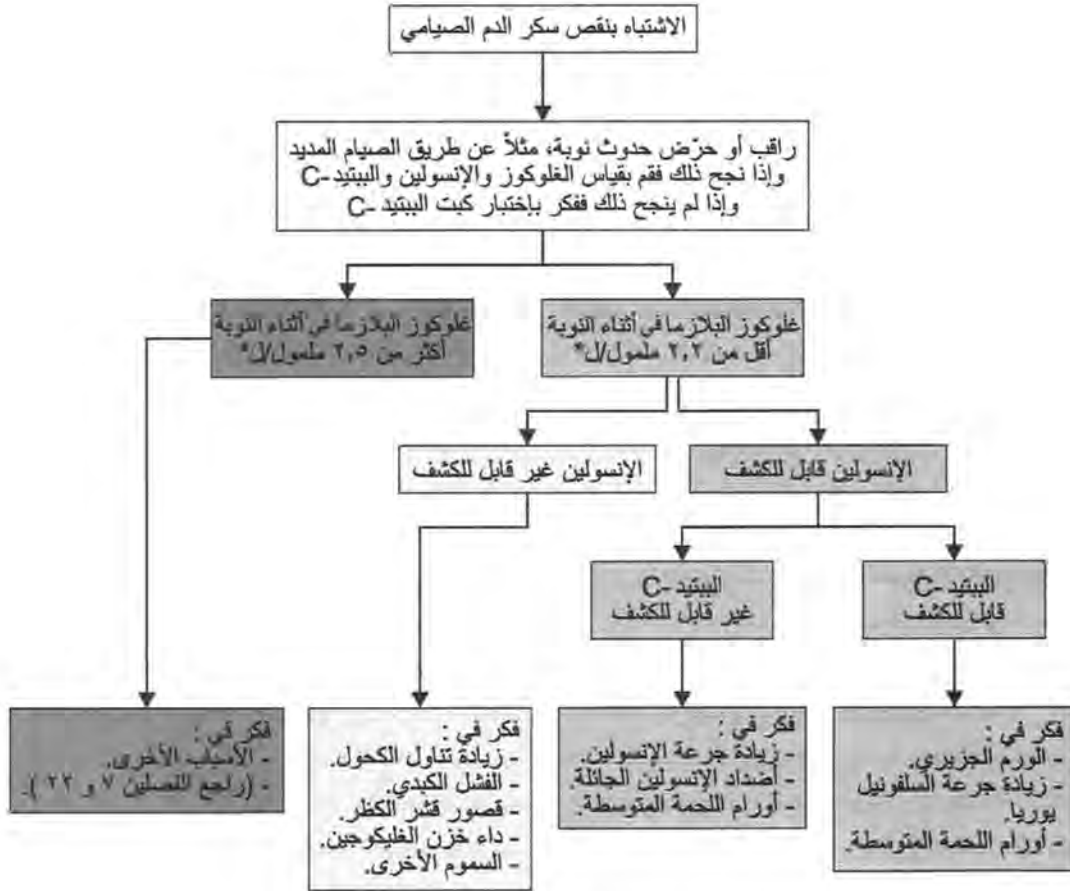 الاشتباه بنقص سكر الدم الصيامي
راقب أو حرّض حدوث نوبة، مثلاً عن طريق الصيام المديد
وإذا نجح ذلك فقم بقياس الغلوكوز والإنسولين والببتيد-C
وإذا لم ينجح ذلك ففكر بإختبار كبت الببتيد -C
غلوكوز البلازما في أثناء النوبة
أقل من ٢,٢ ملمول/ل*
غلوكوز البلازما في أثناء النوبة
أكثر من ٢,٥ ملمول/ل*
الإنسولين قابل للكشف
الإنسولين غير قابل للكشف
الببتيد -C
قابل للكشف
الببتيد -C
غير قابل للكشف
فكر في :
- الورم الجزيري.
- زيادة جرعة السلفونيل
يوريا.
- أورام اللحمة المتوسطة.
فكر في :
- زيادة جرعة الإنسولين.
- أضداد الإنسولين الجائلة.
- أورام اللحمة المتوسطة.
فكر في :
- زيادة تناول الكحول.
- الفشل الكبدي.
- قصور قشر الكظر.
- داء خزن الغليكوجين.
- السموم الأخرى.
فكر في :
- الأسباب الأخرى.
- (راجع الفصلين ٧ و ٢٢ ).